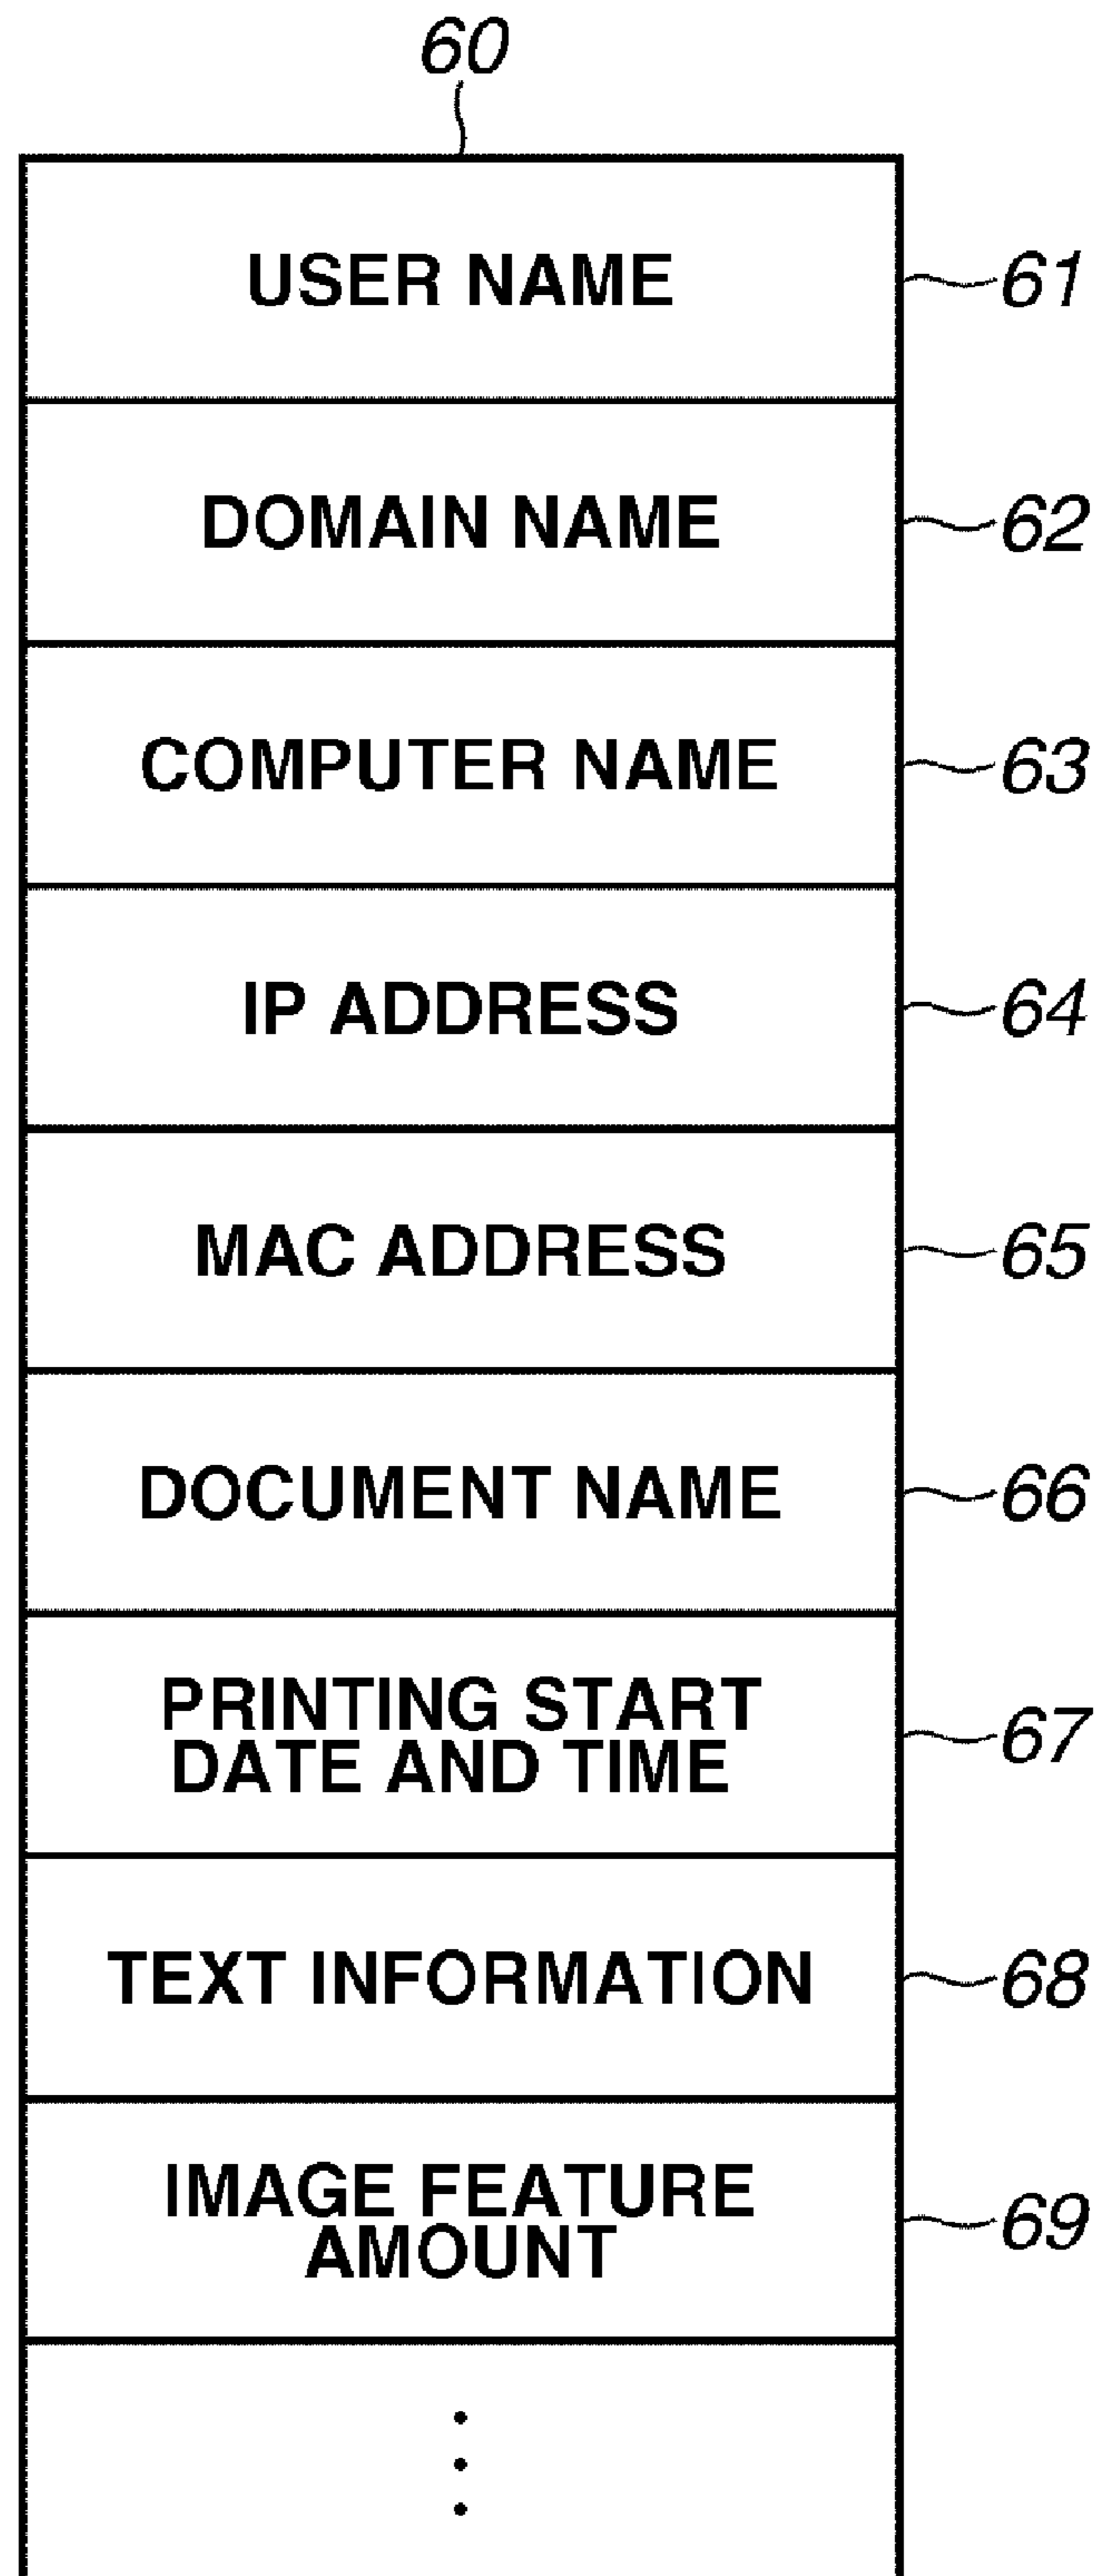 60
USER NAME 61
DOMAIN NAME 62
COMPUTER NAME 63
IP ADDRESS 64
MAC ADDRESS 65
DOCUMENT NAME 66
PRINTING START
DATE AND TIME 67
TEXT INFORMATION 68
IMAGE FEATURE
AMOUNT 69